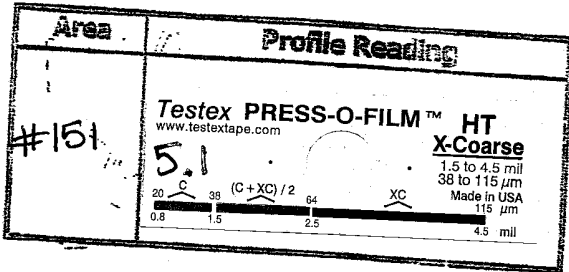 Area
Profile Reading
#151
Testex PRESS-O-FILM™ HT
www.testextape.com
X-Coarse
1.5 to 4.5 mil
38 to 115 µm
Made in USA
5.1
20 C 38 (C + XC) / 2 64 XC 115 µm
0.8 1.5 2.5 4.5 mil